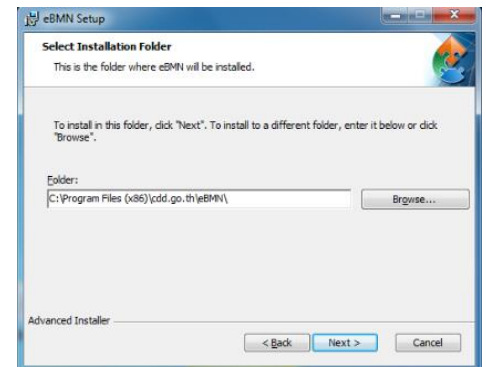 eBMN Setup
Select Installation Folder
This is the folder where eBMN will be installed.
To install in this folder, click "Next". To install to a different folder, enter it below or click
"Browse".
Folder:
C:\Program Files (x86)\cdd.go.th\eBMN\
Browse...
Advanced Installer
< Back
Next >
Cancel